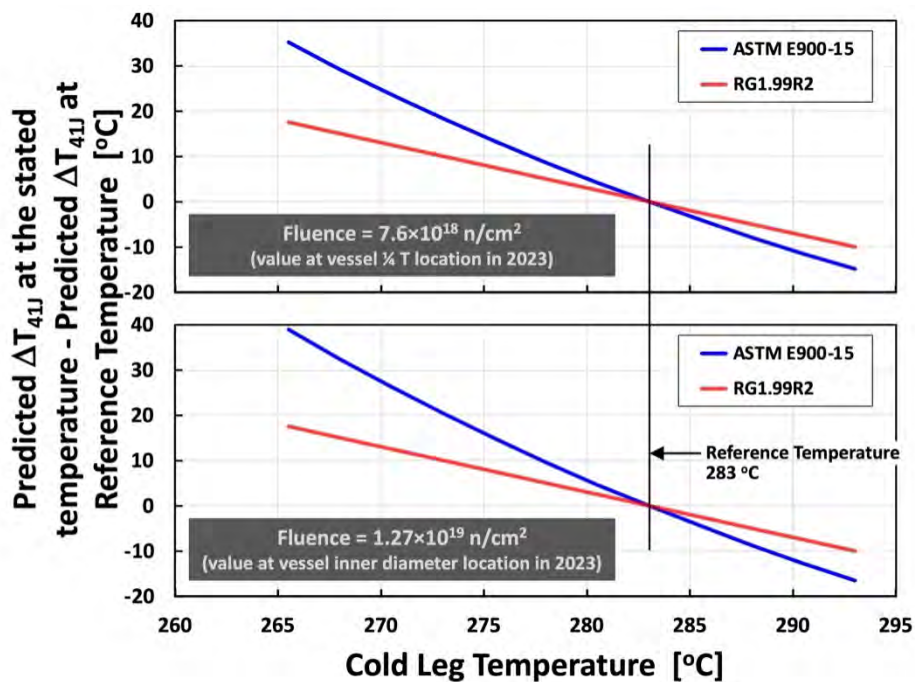 Predicted ΔT41J at the stated
temperature - Predicted ΔT41J at
Reference Temperature [ºC]
40
30
20
10
0
-10
-20
ASTM E900-15
RG1.99R2
Fluence = 7.6×10¹⁸ n/cm²
(value at vessel ¼ T location in 2023)
40
30
20
10
0
-10
-20
ASTM E900-15
RG1.99R2
Reference Temperature
283 ºC
Fluence = 1.27×10¹⁹ n/cm²
(value at vessel inner diameter location in 2023)
260 265 270 275 280 285 290 295
Cold Leg Temperature [ºC]